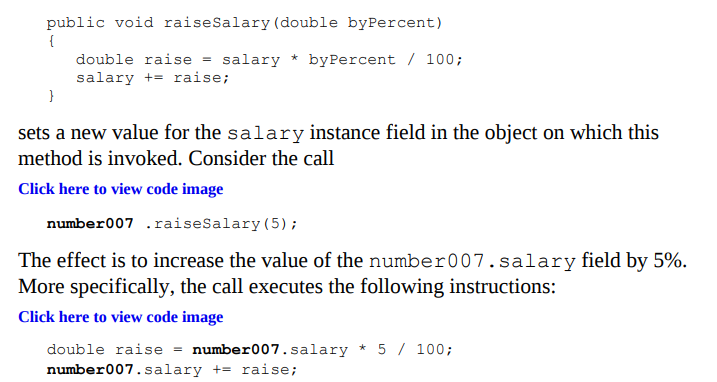 public void raiseSalary(double byPercent)
{
double raise = salary * byPercent / 100;
salary += raise;
}
sets a new value for the salary instance field in the object on which this
method is invoked. Consider the call
Click here to view code image
number007 .raiseSalary(5);
The effect is to increase the value of the number007.salary field by 5%.
More specifically, the call executes the following instructions:
Click here to view code image
double raise = number007.salary * 5 / 100;
number007.salary += raise;